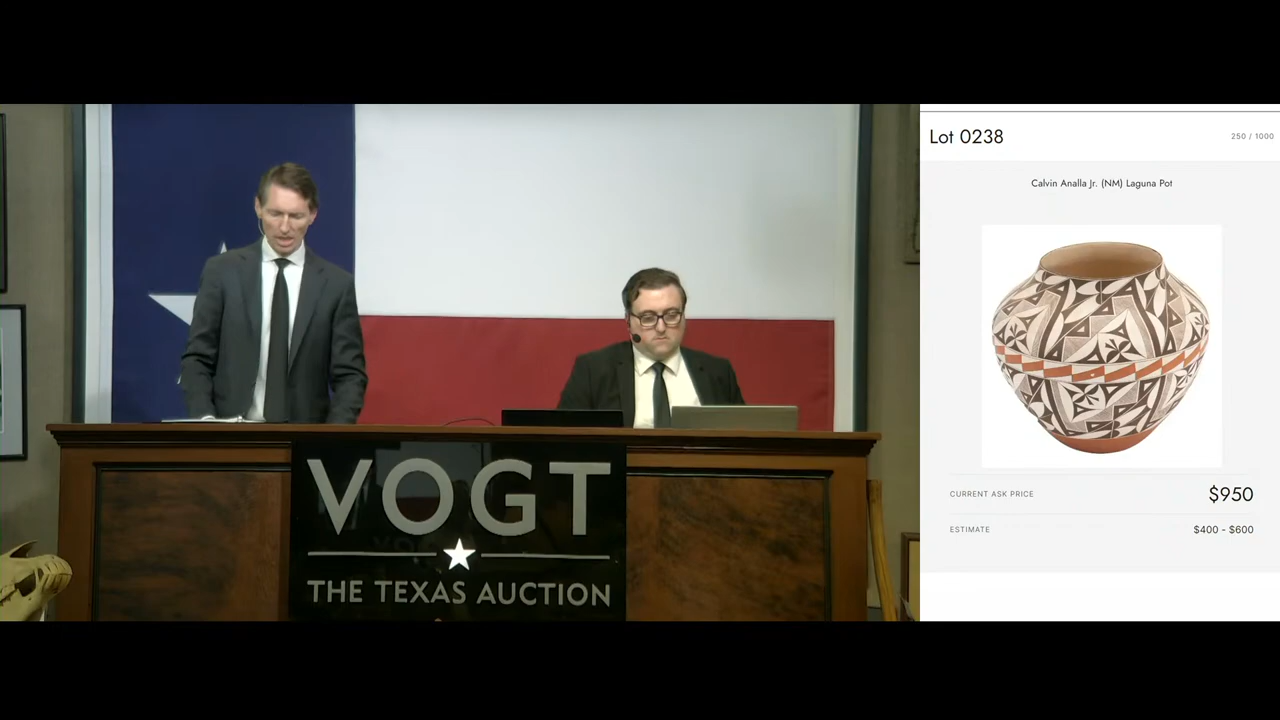 VOGT
THE TEXAS AUCTION
Lot 0238
250 / 1000
Calvin Analla Jr. (NM) Laguna Pot
CURRENT ASK PRICE
$950
ESTIMATE
$400 - $600